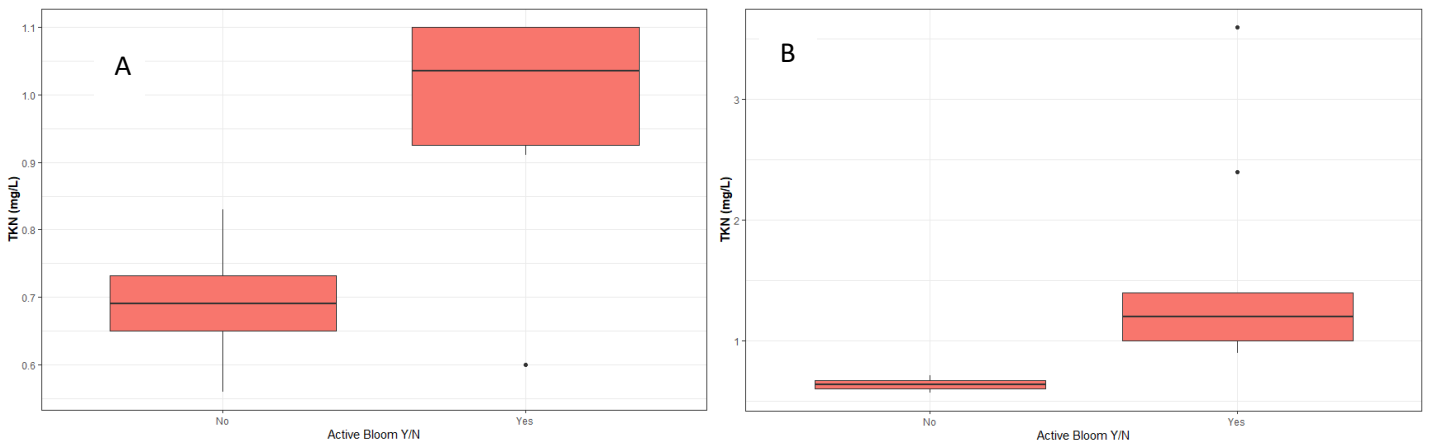 A
TKN (mg/L)
1.1
1.0
0.9
0.8
0.7
0.6
No
Yes
Active Bloom Y/N
B
TKN (mg/L)
3
2
1
No
Yes
Active Bloom Y/N